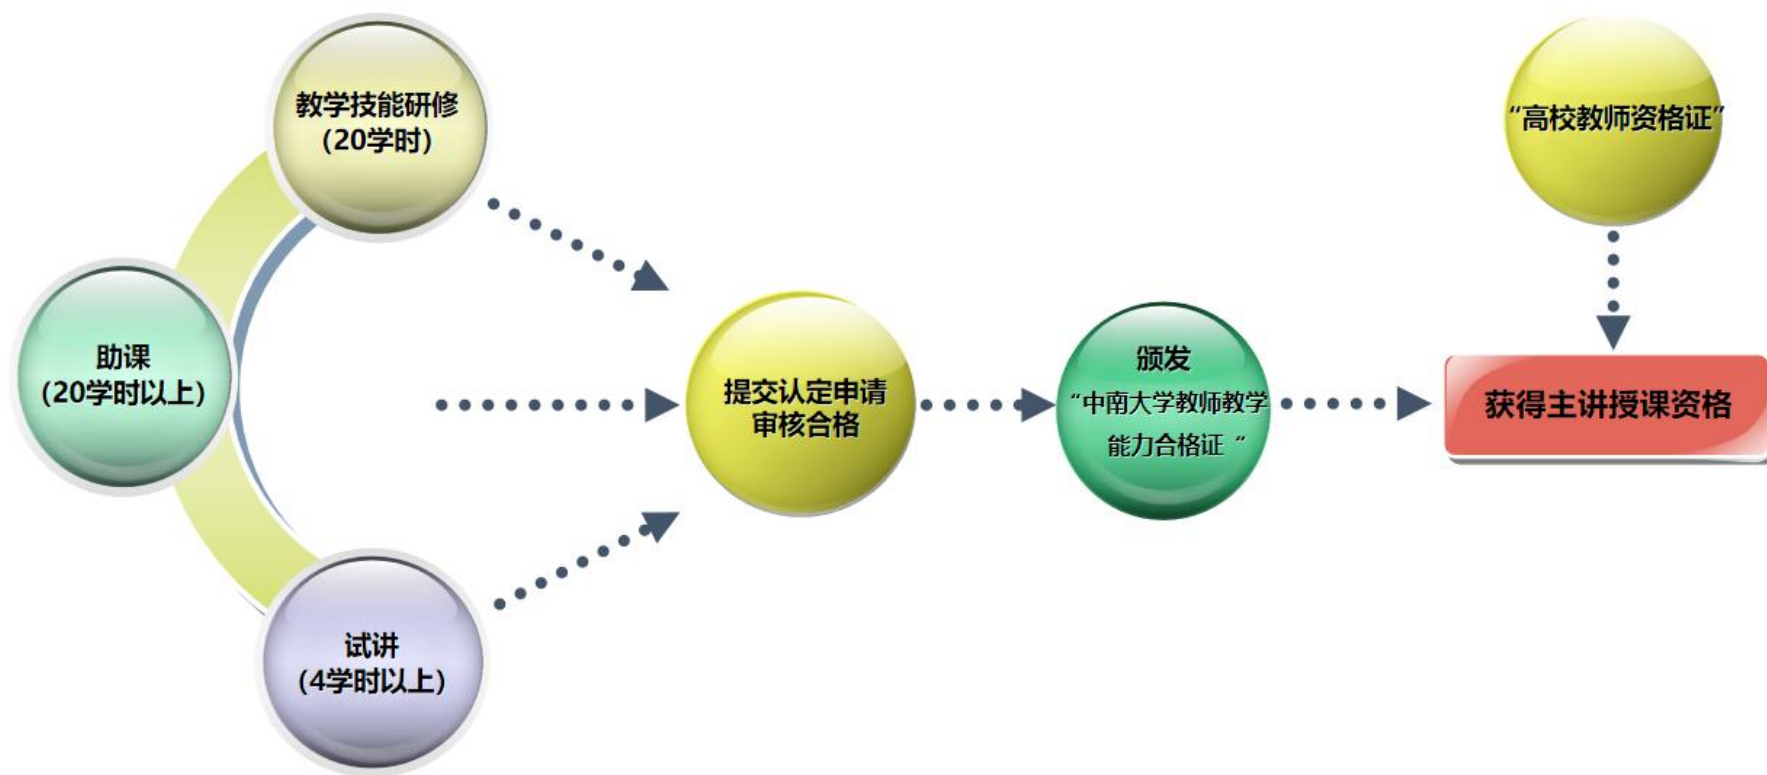 教学技能研修
（20学时）
助课
（20学时以上）
试讲
（4学时以上）
提交认定申请
审核合格
颁发
“中南大学教师教学
能力合格证 “
“高校教师资格证”
获得主讲授课资格